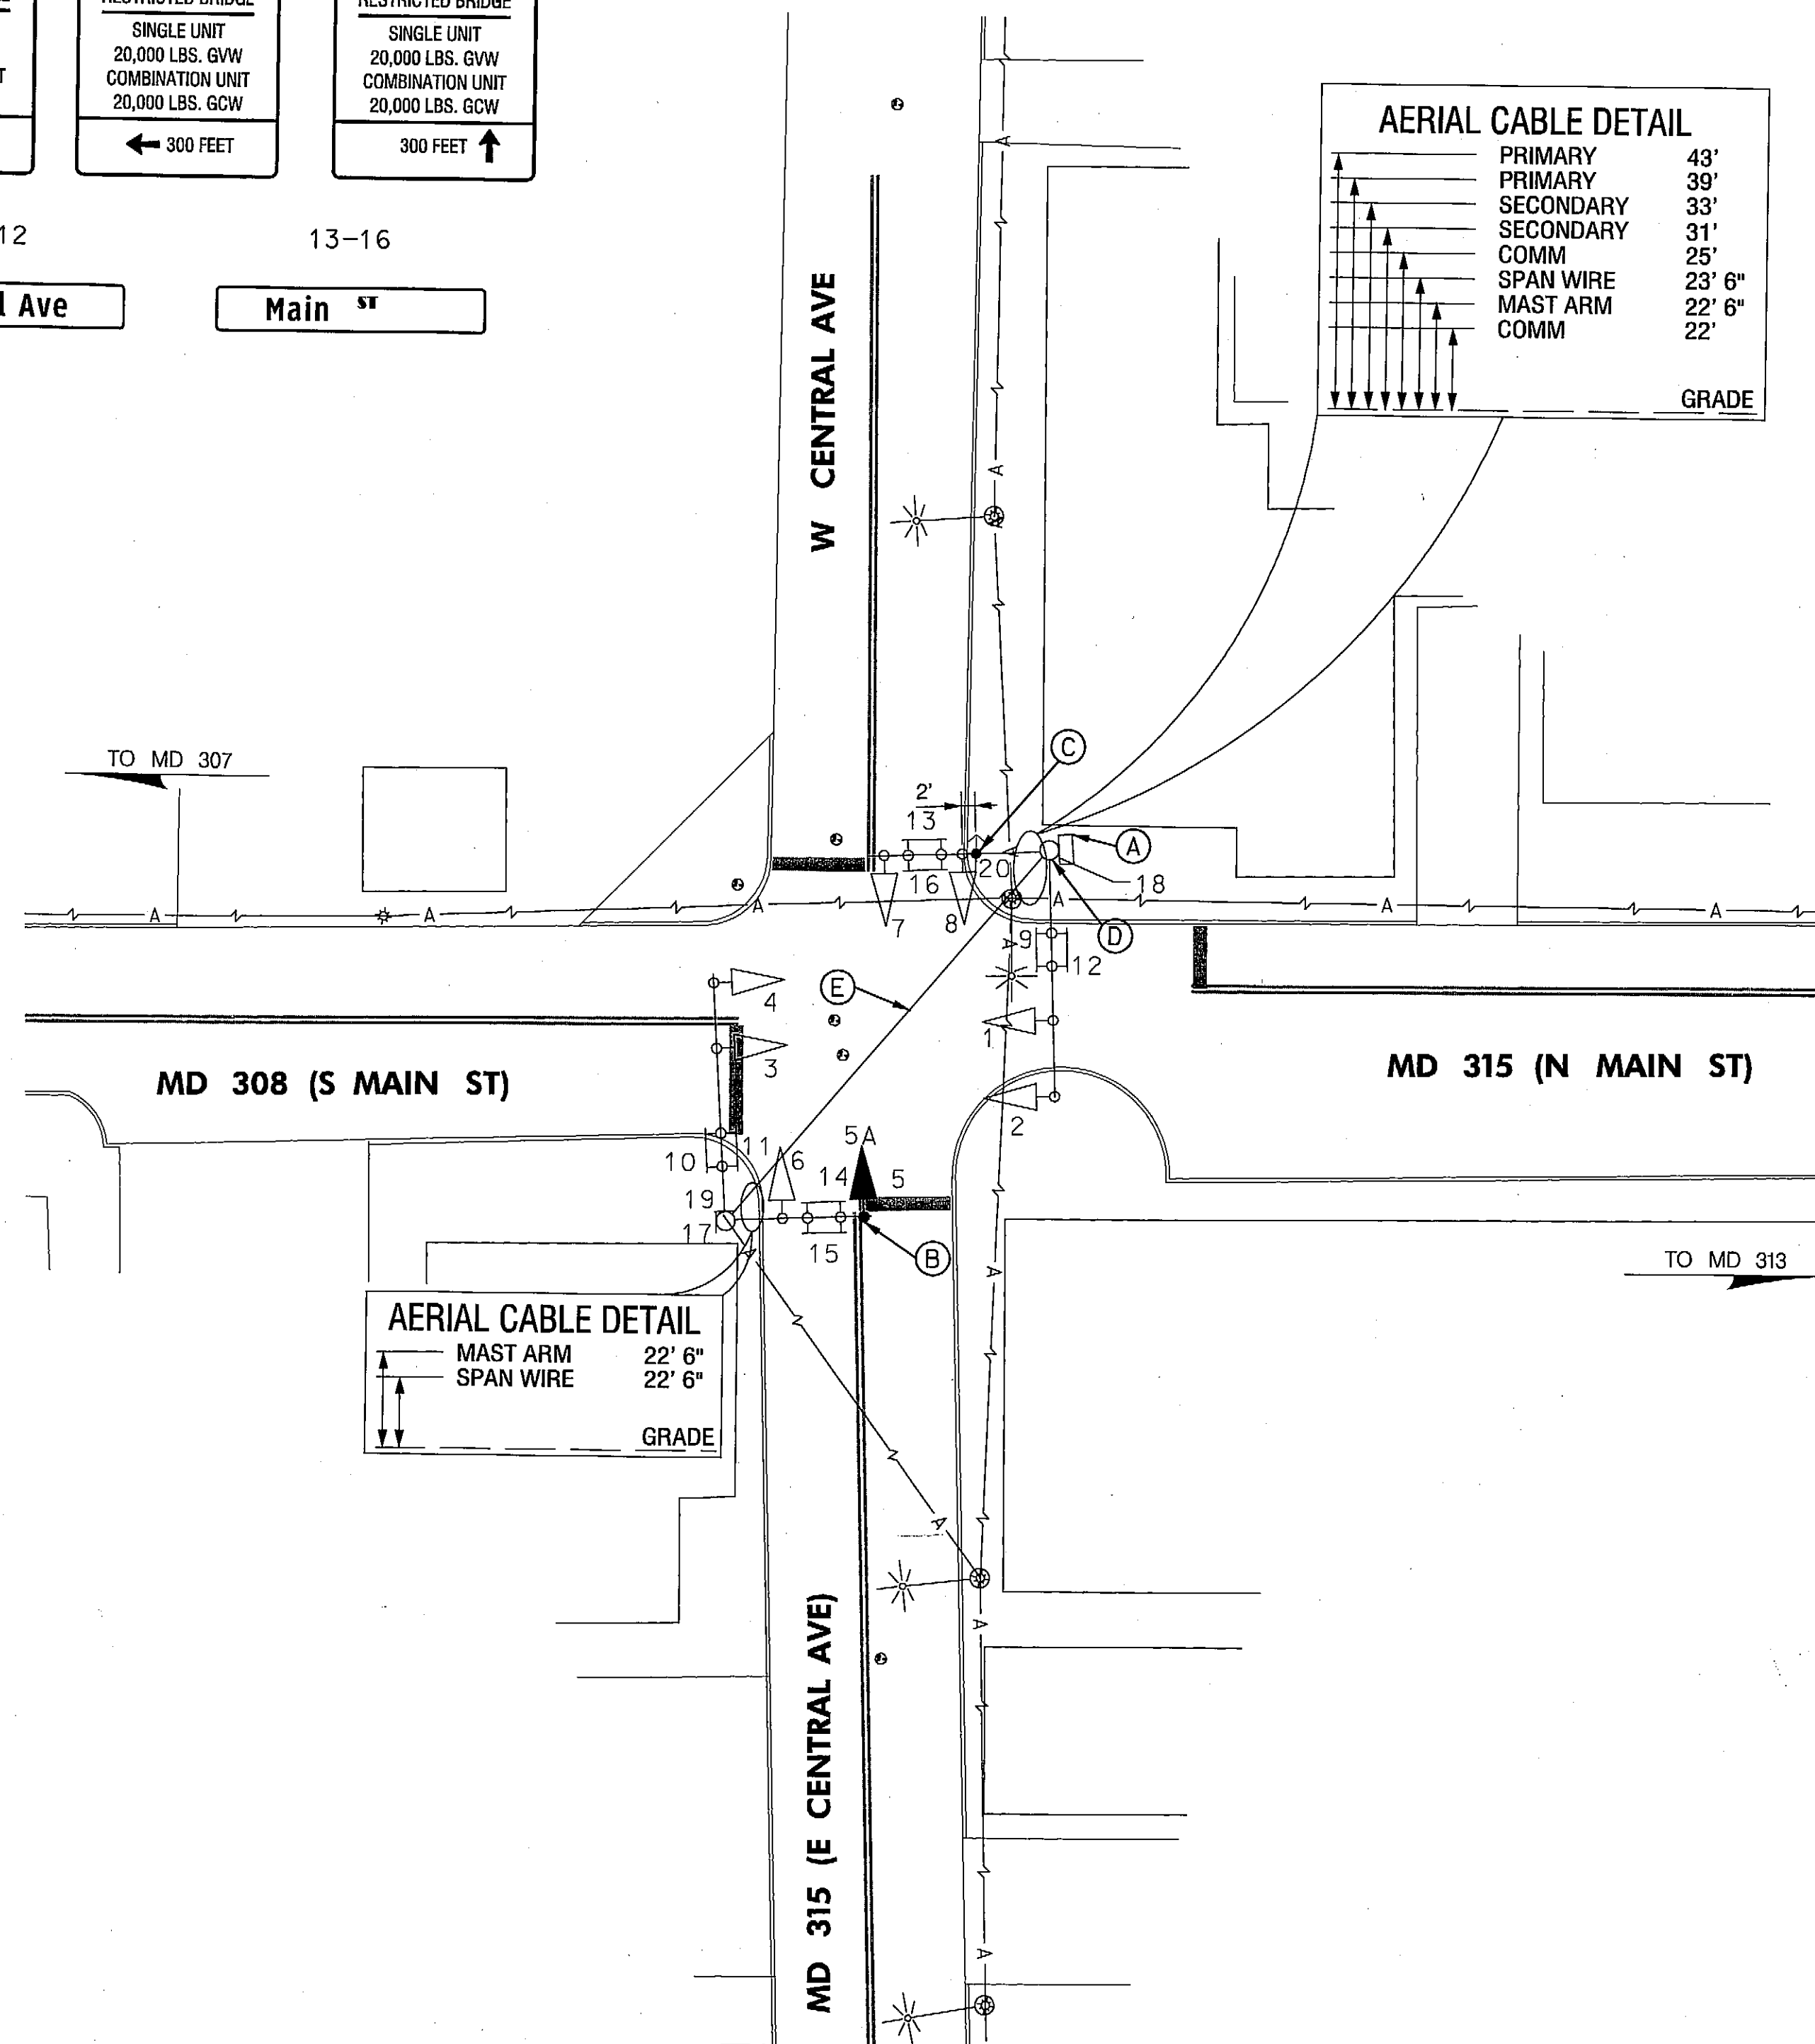 RESTRICTED BRIDGE
SINGLE UNIT
20,000 LBS. GVW
COMBINATION UNIT
20,000 LBS. GCW
300 FEET
RESTRICTED BRIDGE
SINGLE UNIT
20,000 LBS. GVW
COMBINATION UNIT
20,000 LBS. GCW
300 FEET
12
13-16
l Ave
Main ST
AERIAL CABLE DETAIL
PRIMARY 43'
PRIMARY 39'
SECONDARY 33'
SECONDARY 31'
COMM 25'
SPAN WIRE 23' 6"
MAST ARM 22' 6"
COMM 22'
GRADE
W CENTRAL AVE
A
A
TO MD 307
C
2'
13
20
16
A
18
7
8
A
A
A
A
A
A
A
A
9
12
D
E
4
3
1
2
MD 308 (S MAIN ST)
MD 315 (N MAIN ST)
5A
11
10
6
14
5
19
17
15
B
A
A
TO MD 313
AERIAL CABLE DETAIL
MAST ARM 22' 6"
SPAN WIRE 22' 6"
GRADE
A
A
A
MD 315 (E CENTRAL AVE)